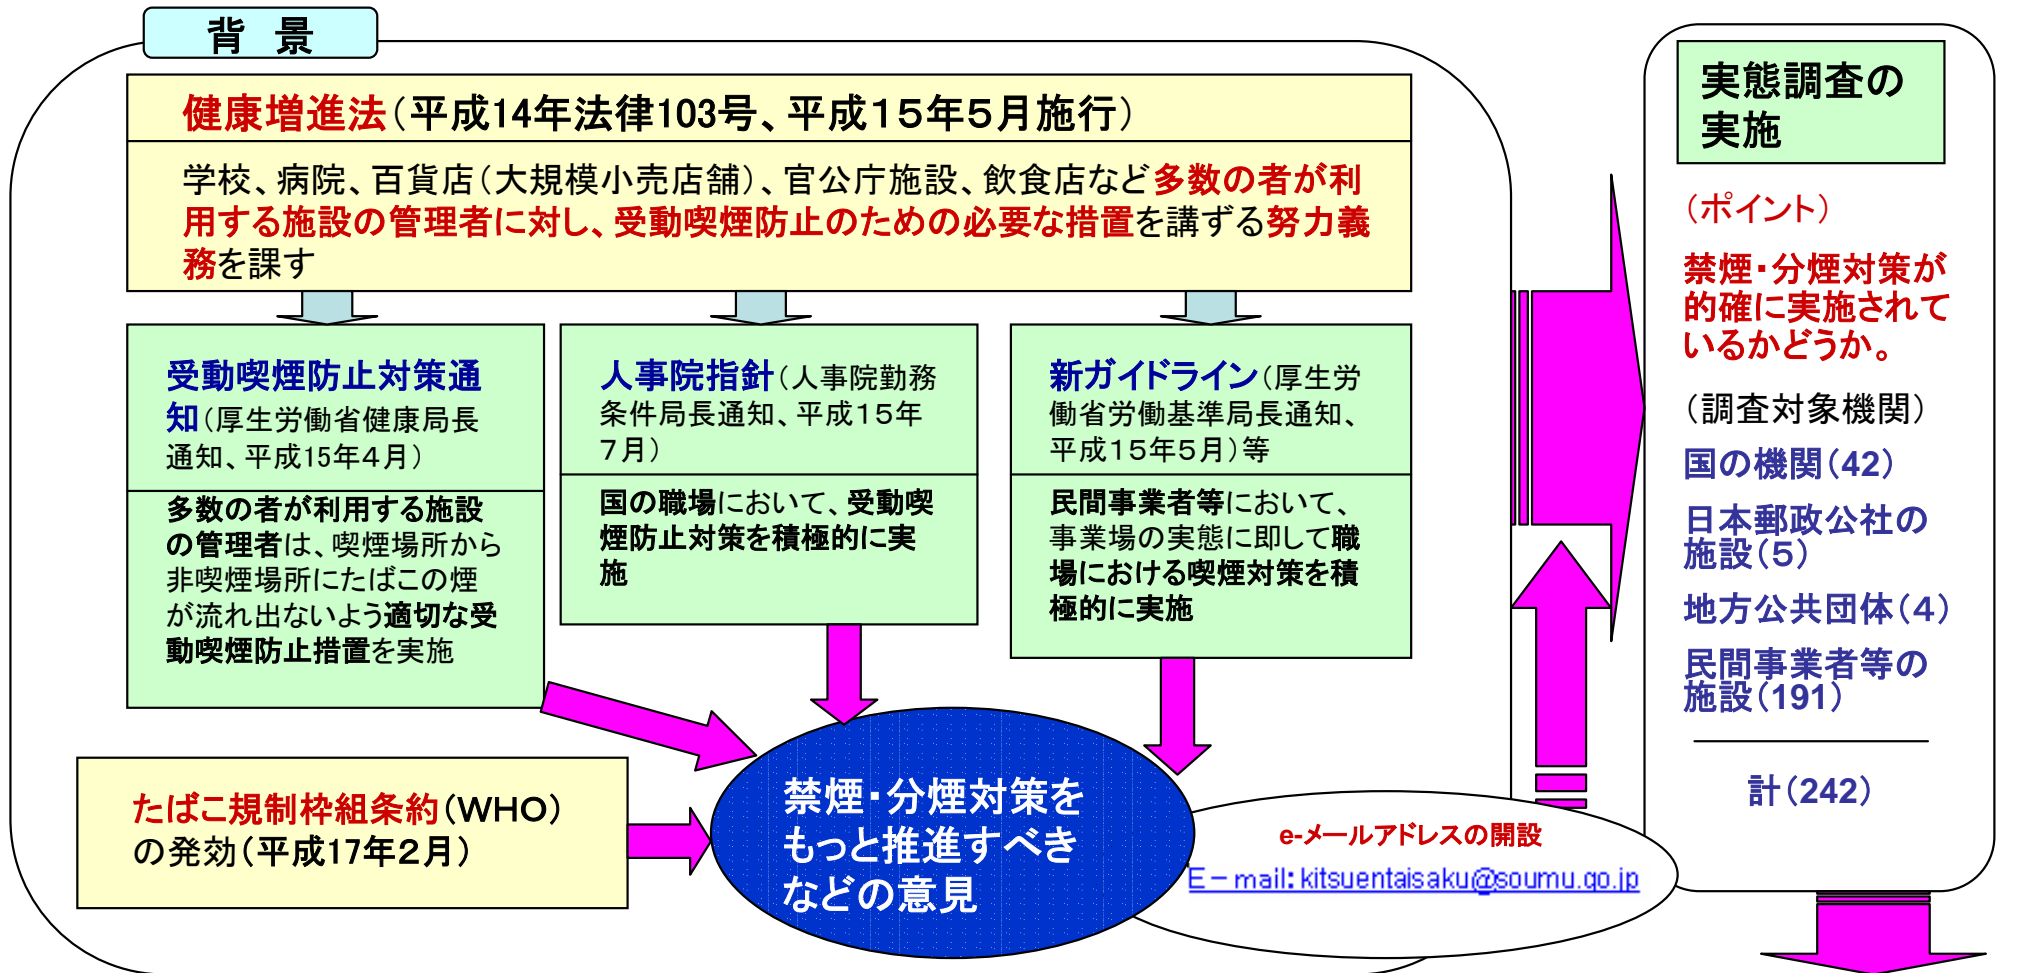 背　景
健康増進法（平成14年法律103号、平成１５年５月施行）
学校、病院、百貨店（大規模小売店舗）、官公庁施設、飲食店など多数の者が利
用する施設の管理者に対し、受動喫煙防止のための必要な措置を講ずる努力義
務を課す
受動喫煙防止対策通
知（厚生労働省健康局長
通知、平成15年４月）
多数の者が利用する施設
の管理者は、喫煙場所から
非喫煙場所にたばこの煙
が流れ出ないよう適切な受
動喫煙防止措置を実施
人事院指針（人事院勤務
条件局長通知、平成１５年
７月）
国の職場において、受動喫
煙防止対策を積極的に実
施
新ガイドライン（厚生労
働省労働基準局長通知、
平成１５年５月）等
民間事業者等において、
事業場の実態に即して職
場における喫煙対策を積
極的に実施
たばこ規制枠組条約（ＷＨＯ）
の発効（平成17年２月）
禁煙・分煙対策を
もっと推進すべき
などの意見
e-メールアドレスの開設
Ｅ－mail：kitsuentaisaku@soumu.go.jp
実態調査の
実施
（ポイント）
禁煙・分煙対策が
的確に実施されて
いるかどうか。
（調査対象機関）
国の機関（42）
日本郵政公社の
施設（５）
地方公共団体（４）
民間事業者等の
施設（191）
計（242）